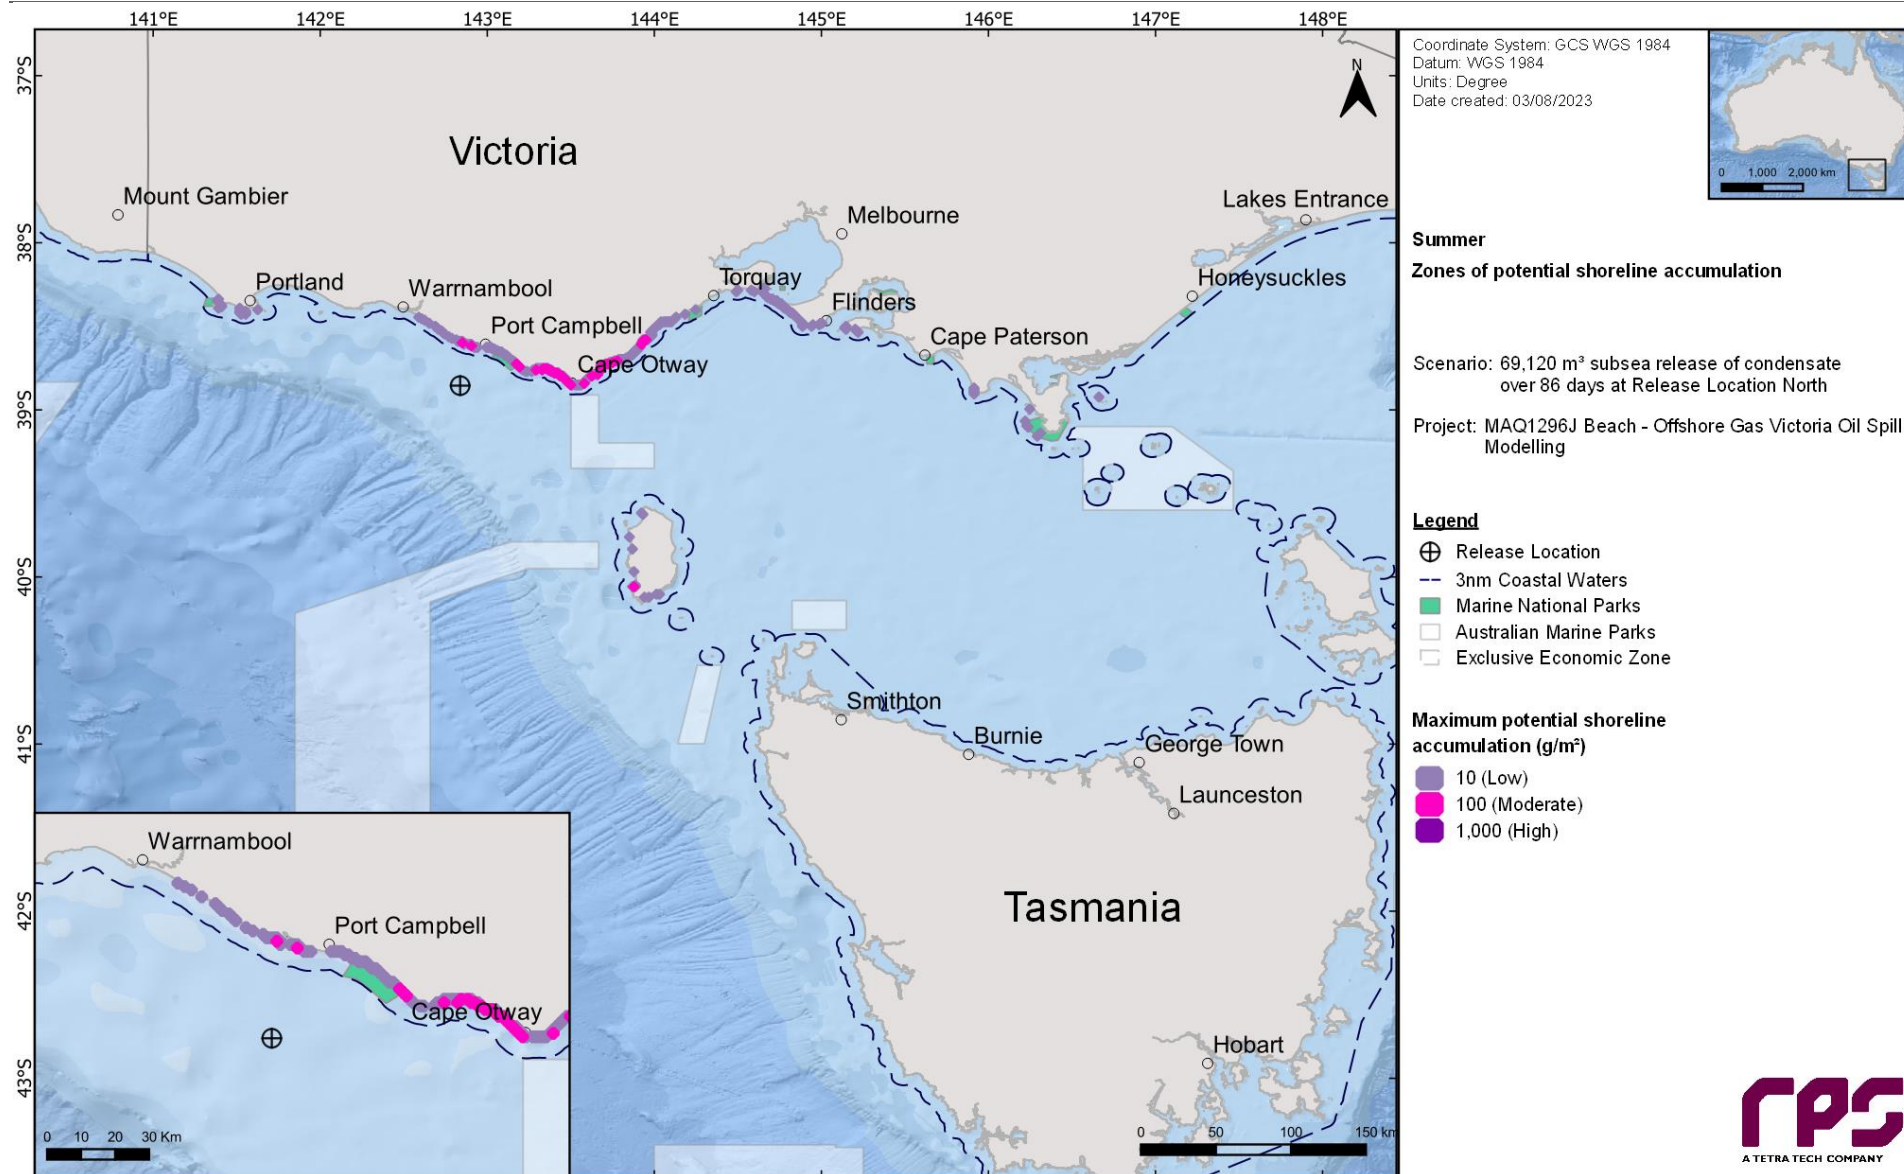 141°E 142°E 143°E 144°E 145°E 146°E 147°E 148°E
37°S
38°S
39°S
40°S
41°S
42°S
43°S
N
Victoria
Mount Gambier
Melbourne
Lakes Entrance
Portland
Warrnambool
Torquay
Honeysuckles
Flinders
Port Campbell
Cape Paterson
Cape Otway
Smithton
Burnie
George Town
Launceston
Tasmania
Hobart
0 50 100 150 km
Warrnambool
Port Campbell
Cape Otway
0 10 20 30 Km
Coordinate System: GCS WGS 1984
Datum: WGS 1984
Units: Degree
Date created: 03/08/2023
0 1,000 2,000 km
Summer
Zones of potential shoreline accumulation
Scenario: 69,120 m³ subsea release of condensate
over 86 days at Release Location North
Project: MAQ1296J Beach - Offshore Gas Victoria Oil Spill
Modelling
Legend
Release Location
3nm Coastal Waters
Marine National Parks
Australian Marine Parks
Exclusive Economic Zone
Maximum potential shoreline
accumulation (g/m²)
10 (Low)
100 (Moderate)
1,000 (High)
rps
A TETRA TECH COMPANY